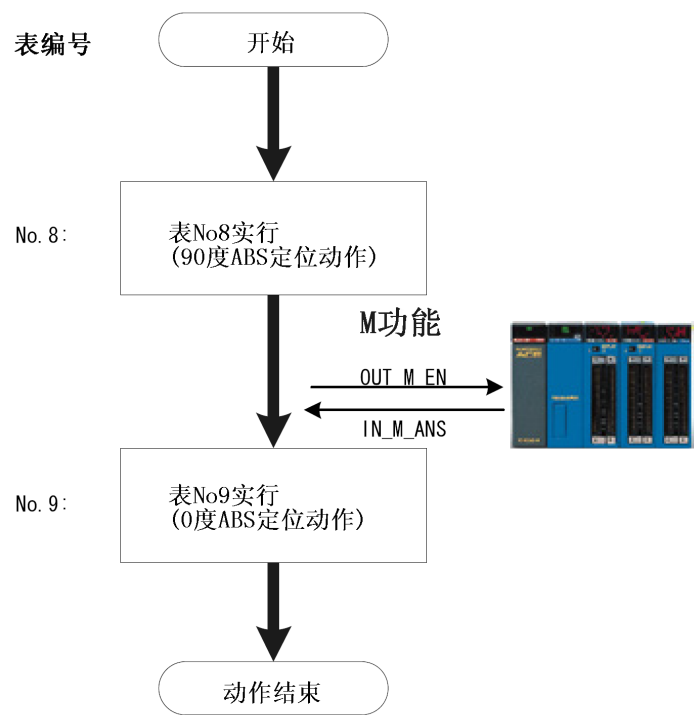 表编号
开始
No.8:
表No8实行
(90度ABS定位动作)
M功能
OUT_M_EN
IN_M_ANS
No.9:
表No9实行
(0度ABS定位动作)
动作结束